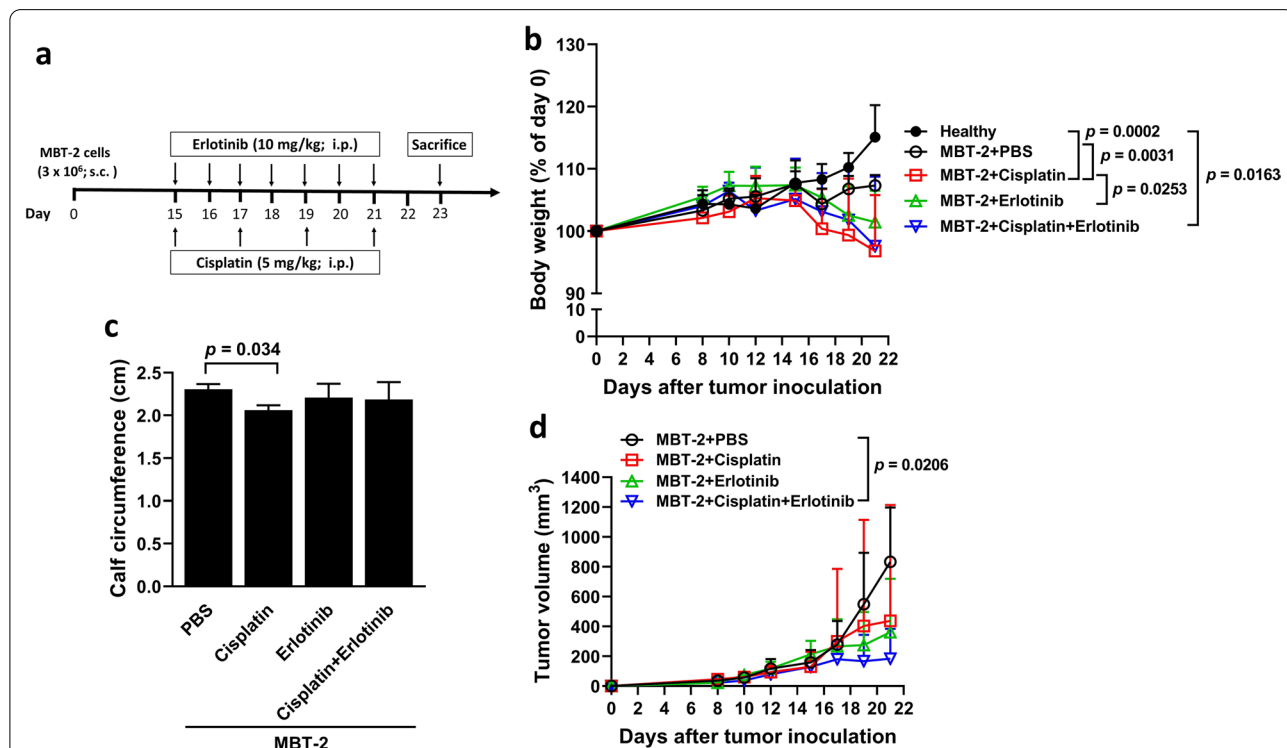 a
MBT-2 cells
(3 x 10⁶; s.c.)
Erlotinib (10 mg/kg; i.p.)
Sacrifice
Day 0 15 16 17 18 19 20 21 22 23
Cisplatin (5 mg/kg; i.p.)
b
Body weight (% of day 0)
130
120
110
100
90
10
0
0 2 4 6 8 10 12 14 16 18 20 22
Days after tumor inoculation
Healthy
MBT-2+PBS
MBT-2+Cisplatin
MBT-2+Erlotinib
MBT-2+Cisplatin+Erlotinib
p = 0.0002
p = 0.0031
p = 0.0253
p = 0.0163
c
p = 0.034
Calf circumference (cm)
2.5
2.0
1.5
1.0
0.5
0.0
PBS
Cisplatin
Erlotinib
Cisplatin+Erlotinib
MBT-2
d
MBT-2+PBS
MBT-2+Cisplatin
MBT-2+Erlotinib
MBT-2+Cisplatin+Erlotinib
p = 0.0206
Tumor volume (mm³)
1400
1200
1000
800
600
400
200
0
0 2 4 6 8 10 12 14 16 18 20 22
Days after tumor inoculation